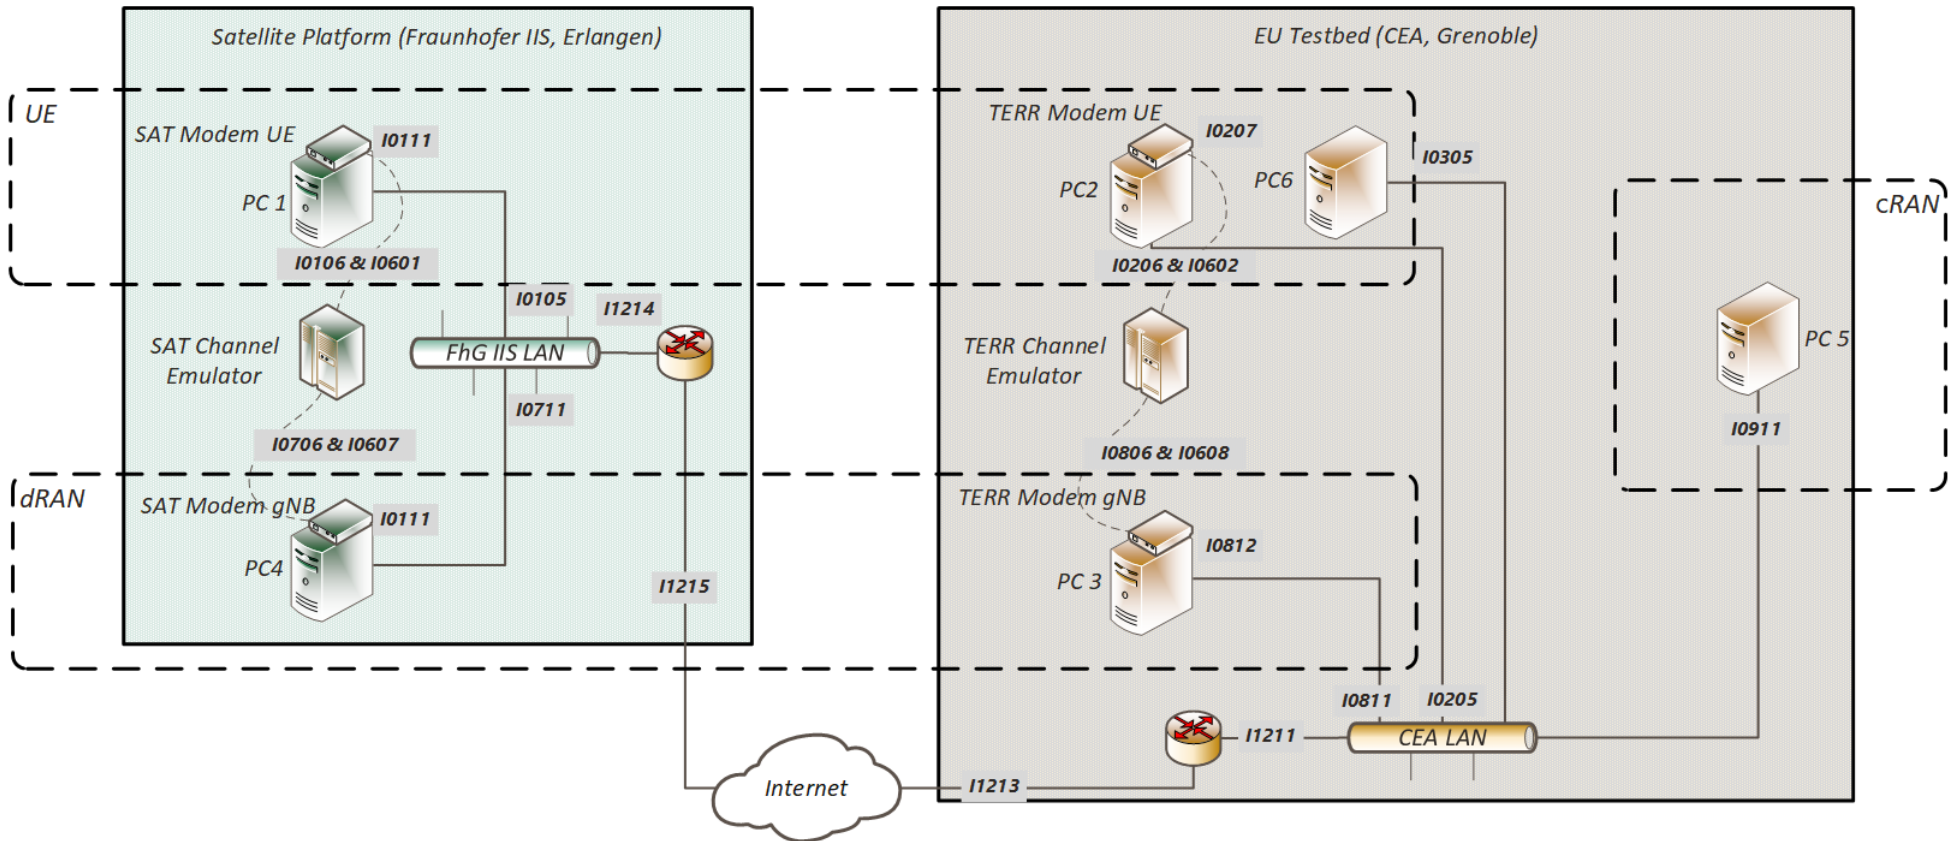 Satellite Platform (Fraunhofer IIS, Erlangen)
EU Testbed (CEA, Grenoble)
UE
SAT Modem UE
I0111
PC 1
I0106 & I0601
I0105
I1214
SAT Channel
Emulator
FhG IIS LAN
I0711
I0706 & I0607
dRAN
SAT Modem gNB
I0111
PC4
I1215
TERR Modem UE
I0207
PC2
PC6
I0305
I0206 & I0602
cRAN
TERR Channel
Emulator
PC 5
I0911
I0806 & I0608
TERR Modem gNB
I0812
PC 3
I0811
I0205
I1211
CEA LAN
Internet
I1213